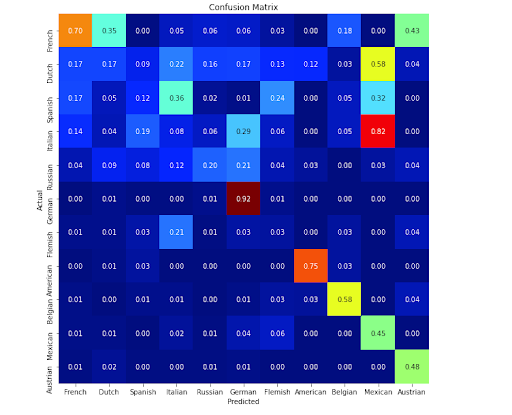 Confusion Matrix
Actual
French 0.70 0.35 0.00 0.05 0.06 0.06 0.03 0.00 0.18 0.00 0.43
Dutch 0.17 0.17 0.09 0.22 0.16 0.17 0.13 0.12 0.03 0.58 0.04
Spanish 0.17 0.05 0.12 0.36 0.02 0.01 0.24 0.00 0.05 0.32 0.00
Italian 0.14 0.04 0.19 0.08 0.06 0.29 0.06 0.00 0.05 0.82 0.00
Russian 0.04 0.09 0.08 0.12 0.20 0.21 0.04 0.03 0.00 0.03 0.04
German 0.00 0.01 0.00 0.00 0.01 0.92 0.00 0.00 0.00 0.00 0.00
Flemish 0.01 0.01 0.03 0.21 0.01 0.03 0.03 0.00 0.03 0.00 0.04
American 0.00 0.01 0.03 0.00 0.00 0.00 0.00 0.75 0.03 0.00 0.00
Belgian 0.01 0.00 0.01 0.01 0.00 0.01 0.03 0.03 0.58 0.00 0.04
Mexican 0.01 0.01 0.00 0.02 0.01 0.04 0.06 0.00 0.00 0.45 0.00
Austrian 0.01 0.02 0.00 0.00 0.01 0.00 0.00 0.00 0.00 0.00 0.48
French Dutch Spanish Italian Russian German Flemish American Belgian Mexican Austrian
Predicted